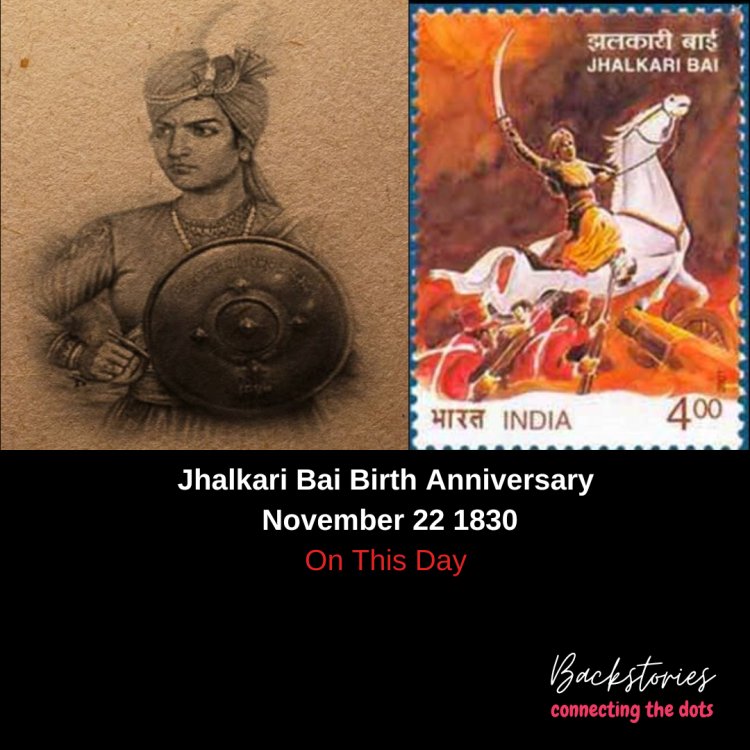 झलकारी बाई
JHALKARI BAI
भारत INDIA 4 00
Jhalkari Bai Birth Anniversary
November 22 1830
On This Day
Backstories
connecting the dots